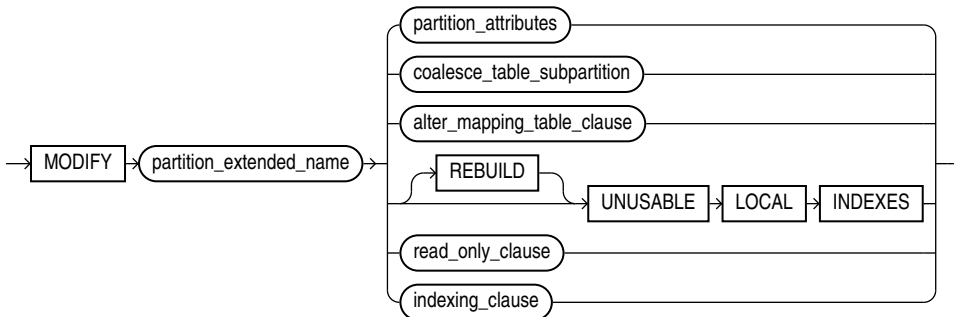 partition_attributes
coalesce_table_subpartition
alter_mapping_table_clause
MODIFY partition_extended_name
REBUILD
UNUSABLE LOCAL INDEXES
read_only_clause
indexing_clause